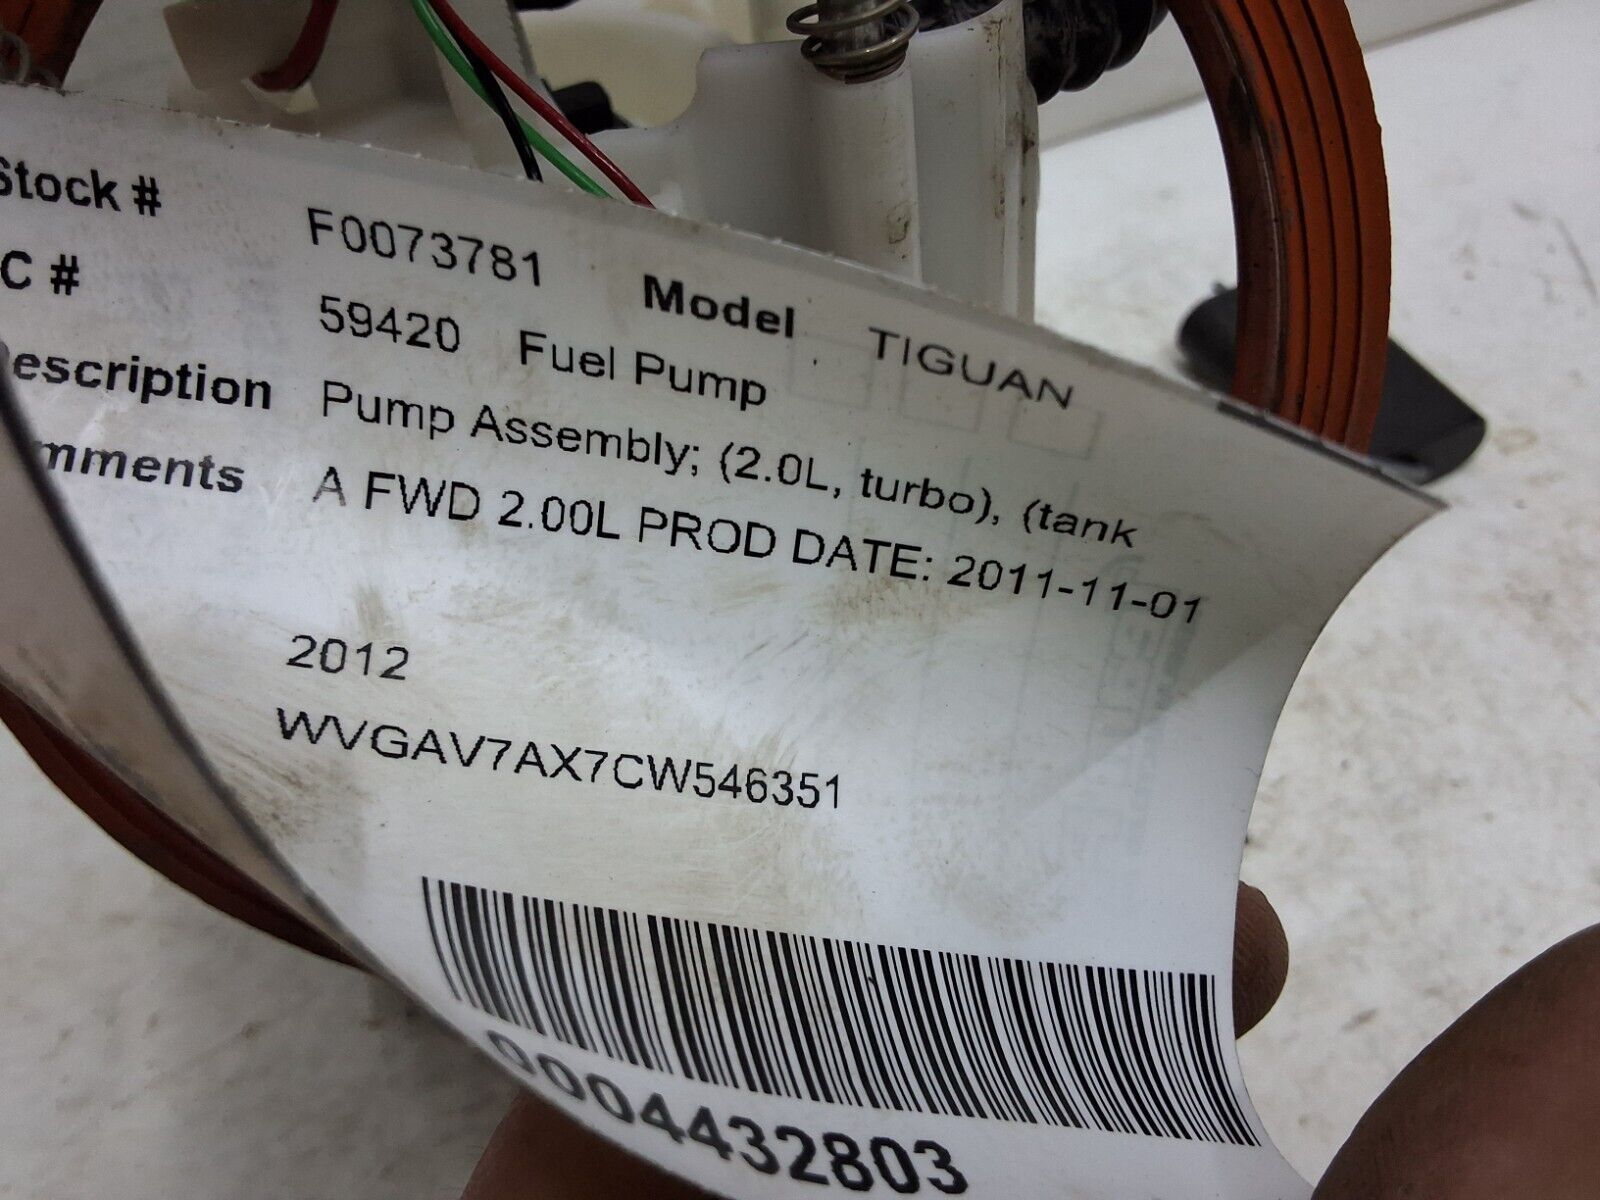 Stock # F0073781 Model TIGUAN
C # 59420 Fuel Pump
escription Pump Assembly; (2.0L, turbo), (tank
mments A FWD 2.00L PROD DATE: 2011-11-01
2012
WVGAV7AX7CW546351
0004432803